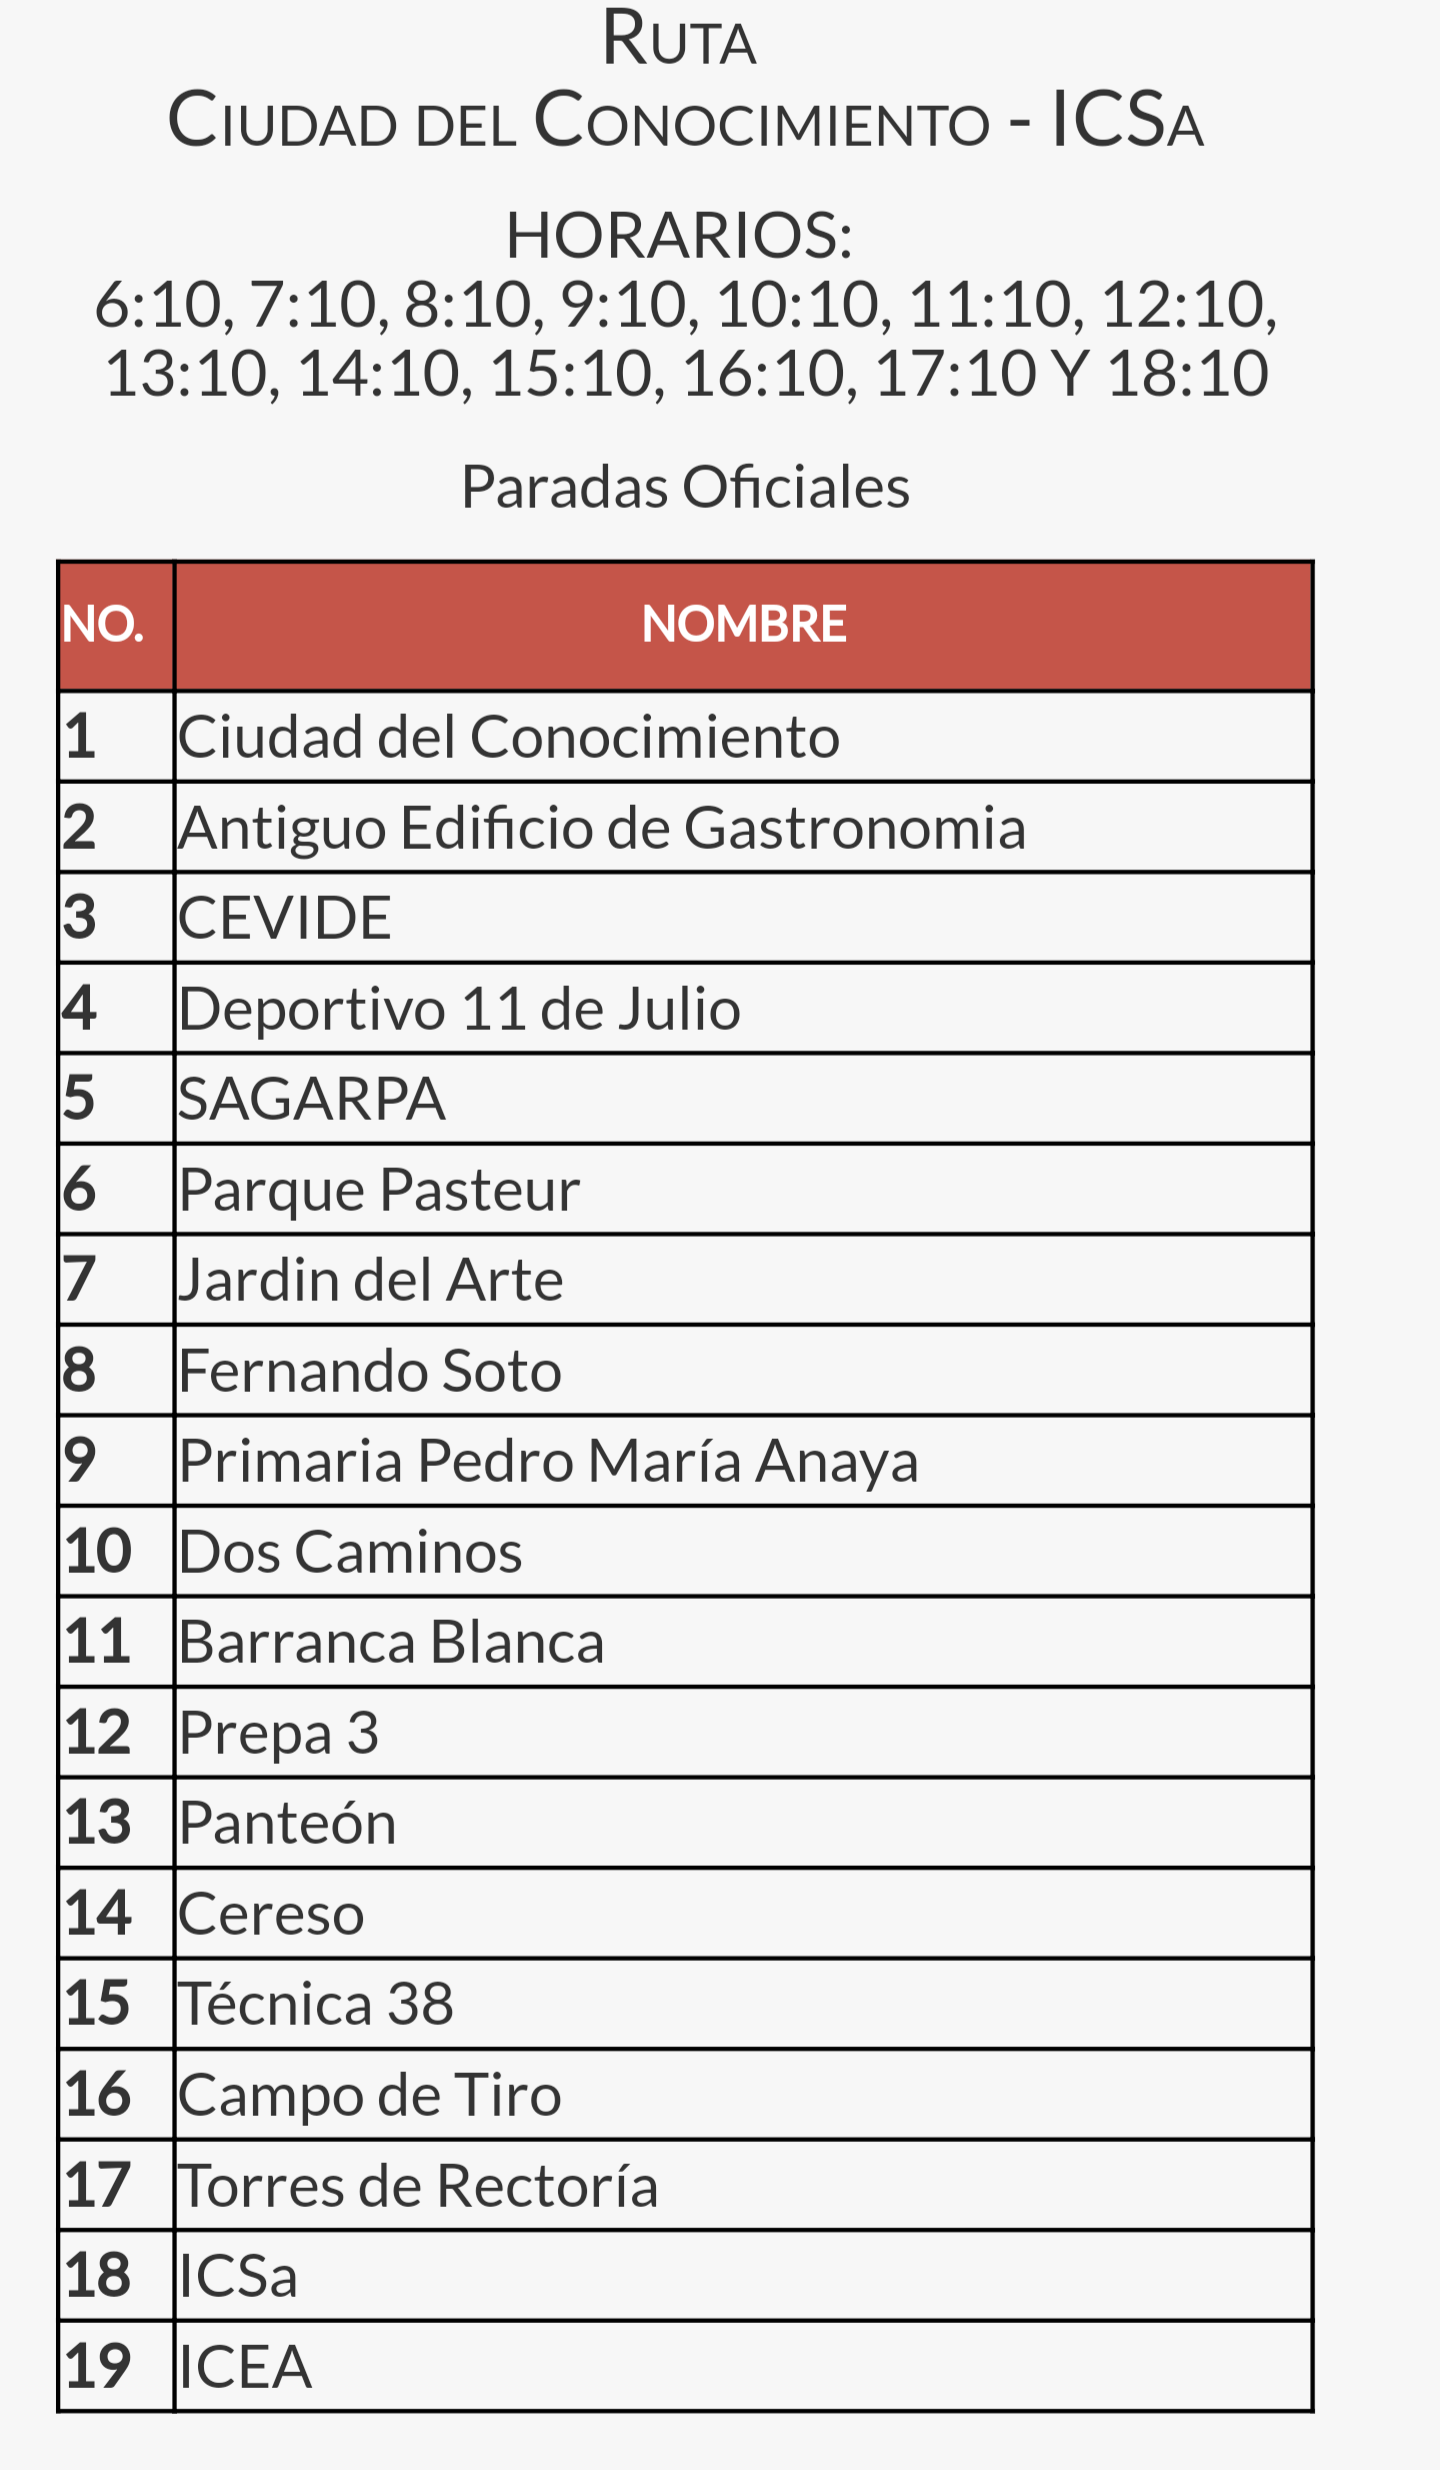 Ruta
Ciudad del Conocimiento - ICSa
HORARIOS:
6:10, 7:10, 8:10, 9:10, 10:10, 11:10, 12:10,
13:10, 14:10, 15:10, 16:10, 17:10 Y 18:10
Paradas Oficiales
NO. NOMBRE
1 Ciudad del Conocimiento
2 Antiguo Edificio de Gastronomia
3 CEVIDE
4 Deportivo 11 de Julio
5 SAGARPA
6 Parque Pasteur
7 Jardin del Arte
8 Fernando Soto
9 Primaria Pedro María Anaya
10 Dos Caminos
11 Barranca Blanca
12 Prepa 3
13 Panteón
14 Cereso
15 Técnica 38
16 Campo de Tiro
17 Torres de Rectoría
18 ICSa
19 ICEA